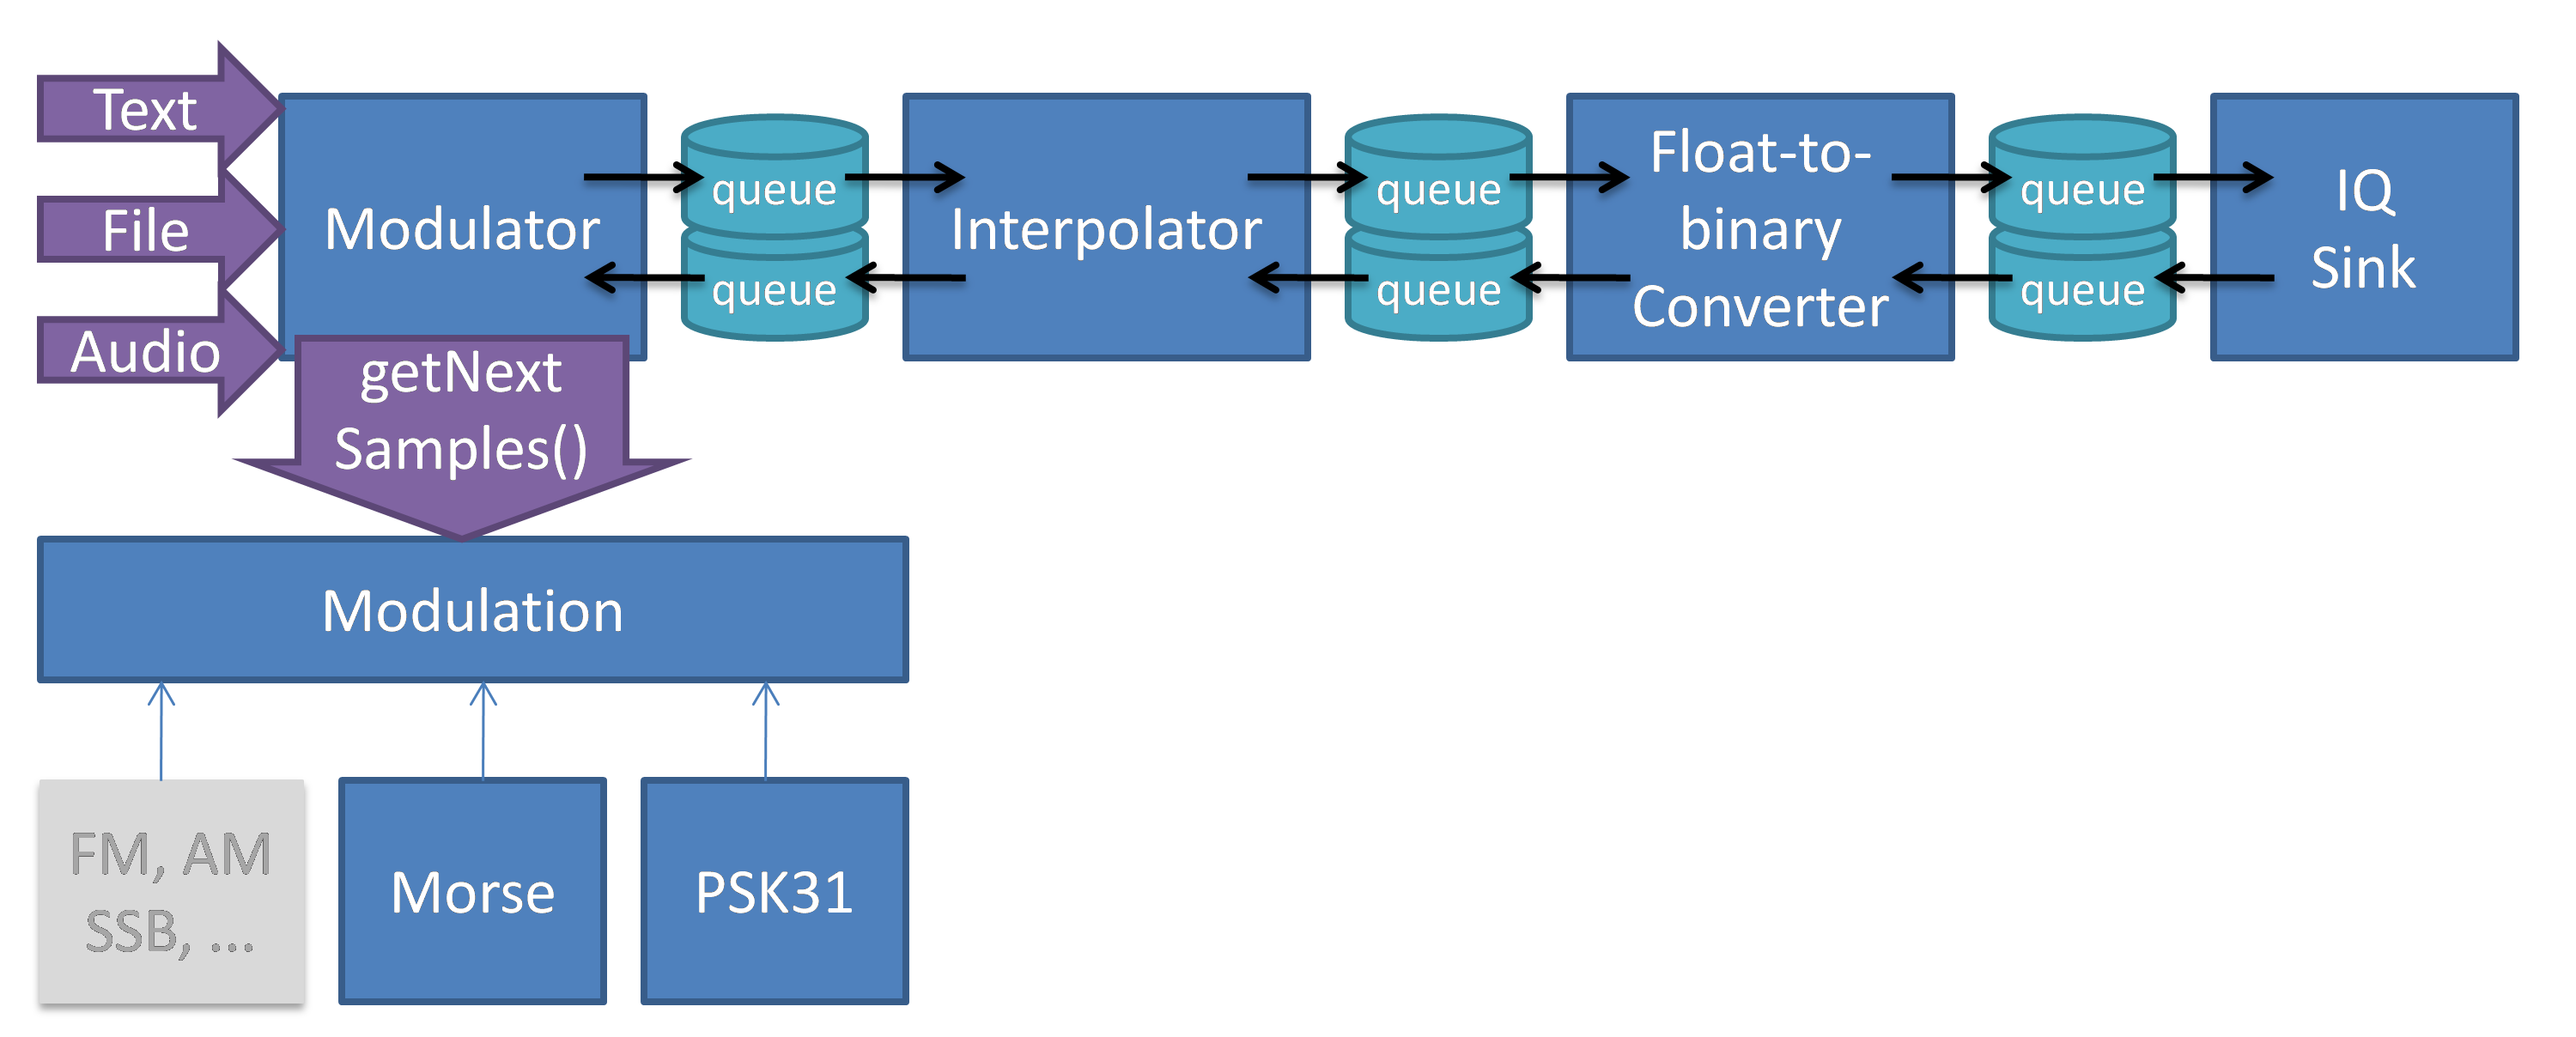 Text
File
Audio
Modulator
queue
queue
Interpolator
queue
queue
Float-to-
binary
Converter
queue
queue
IQ
Sink
getNext
Samples()
Modulation
FM, AM
SSB, ...
Morse
PSK31